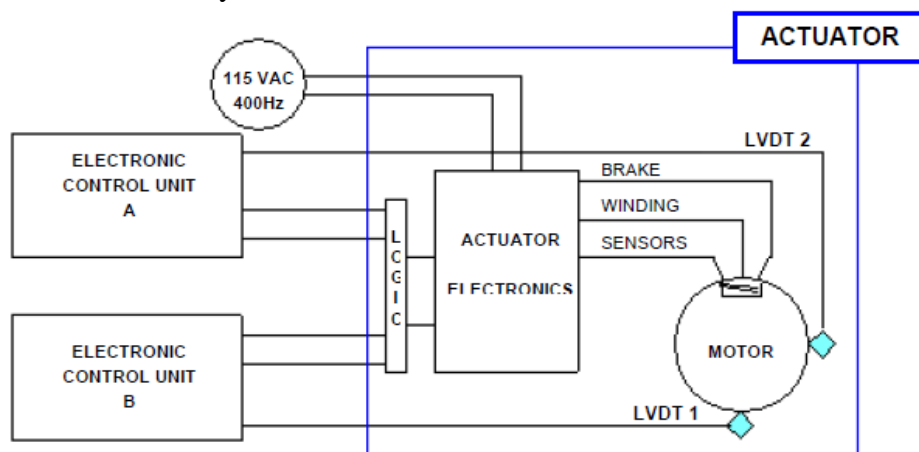 ACTUATOR
115 VAC
400Hz
LVDT 2
ELECTRONIC
CONTROL UNIT
A
BRAKE
WINDING
SENSORS
LOGIC
ACTUATOR
ELECTRONICS
MOTOR
ELECTRONIC
CONTROL UNIT
B
LVDT 1